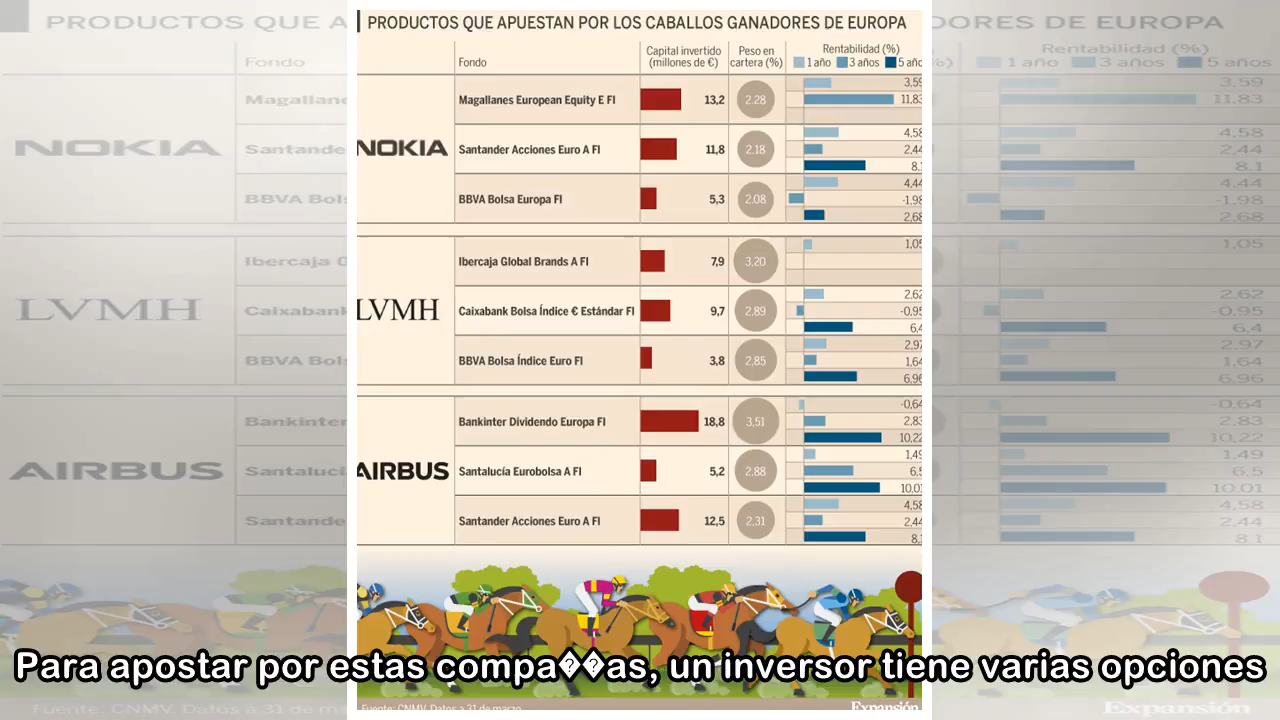 PRODUCTOS QUE APUESTAN POR LOS CABALLOS GANADORES DE EUROPA
Fondo
Capital invertido
(millones de €)
Peso en
cartera (%)
Rentabilidad (%)
1 año 3 años 5 año
NOKIA
Magallanes European Equity E FI 13,2 2.28
3,59
11,83
Santander Acciones Euro A FI 11,8 2.18
4,58
2,44
8,1
BBVA Bolsa Europa FI 5,3 2.08
4,44
-1.98
2,68
LVMH
Ibercaja Global Brands A FI 7,9 3,20
1,05
Caixabank Bolsa Índice € Estándar FI 9,7 2,89
2,62
-0,95
6,4
BBVA Bolsa Índice Euro FI 3,8 2,85
2,97
1,64
6,96
AIRBUS
Bankinter Dividendo Europa FI 18,8 3,51
-0,64
2,83
10,22
Santalucía Eurobolsa A FI 5,2 2.88
1,49
6,5
10,01
Santander Acciones Euro A FI 12,5 2,31
4,58
2,44
8,1
Para apostar por estas compa��as, un inversor tiene varias opciones
Fuente: CNMV. Datos a 31 de marzo
Expansión